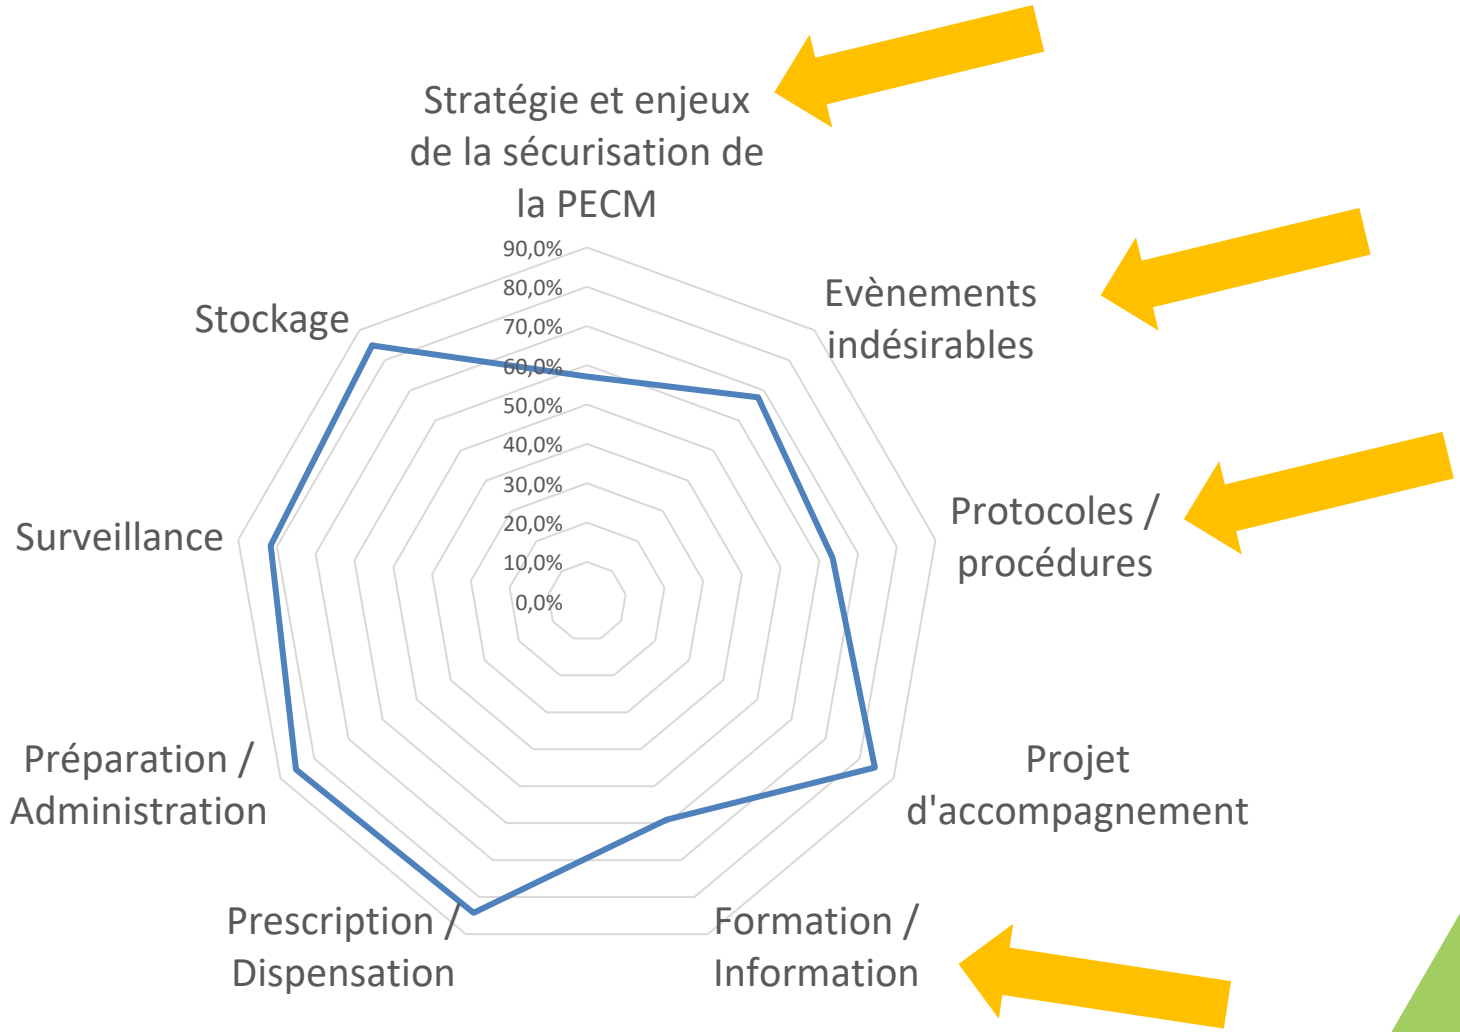 Stratégie et enjeux
de la sécurisation de
la PECM
90,0%
80,0%
70,0%
60,0%
50,0%
40,0%
30,0%
20,0%
10,0%
0,0%
Evènements
indésirables
Protocoles /
procédures
Projet
d'accompagnement
Formation /
Information
Prescription /
Dispensation
Préparation /
Administration
Surveillance
Stockage